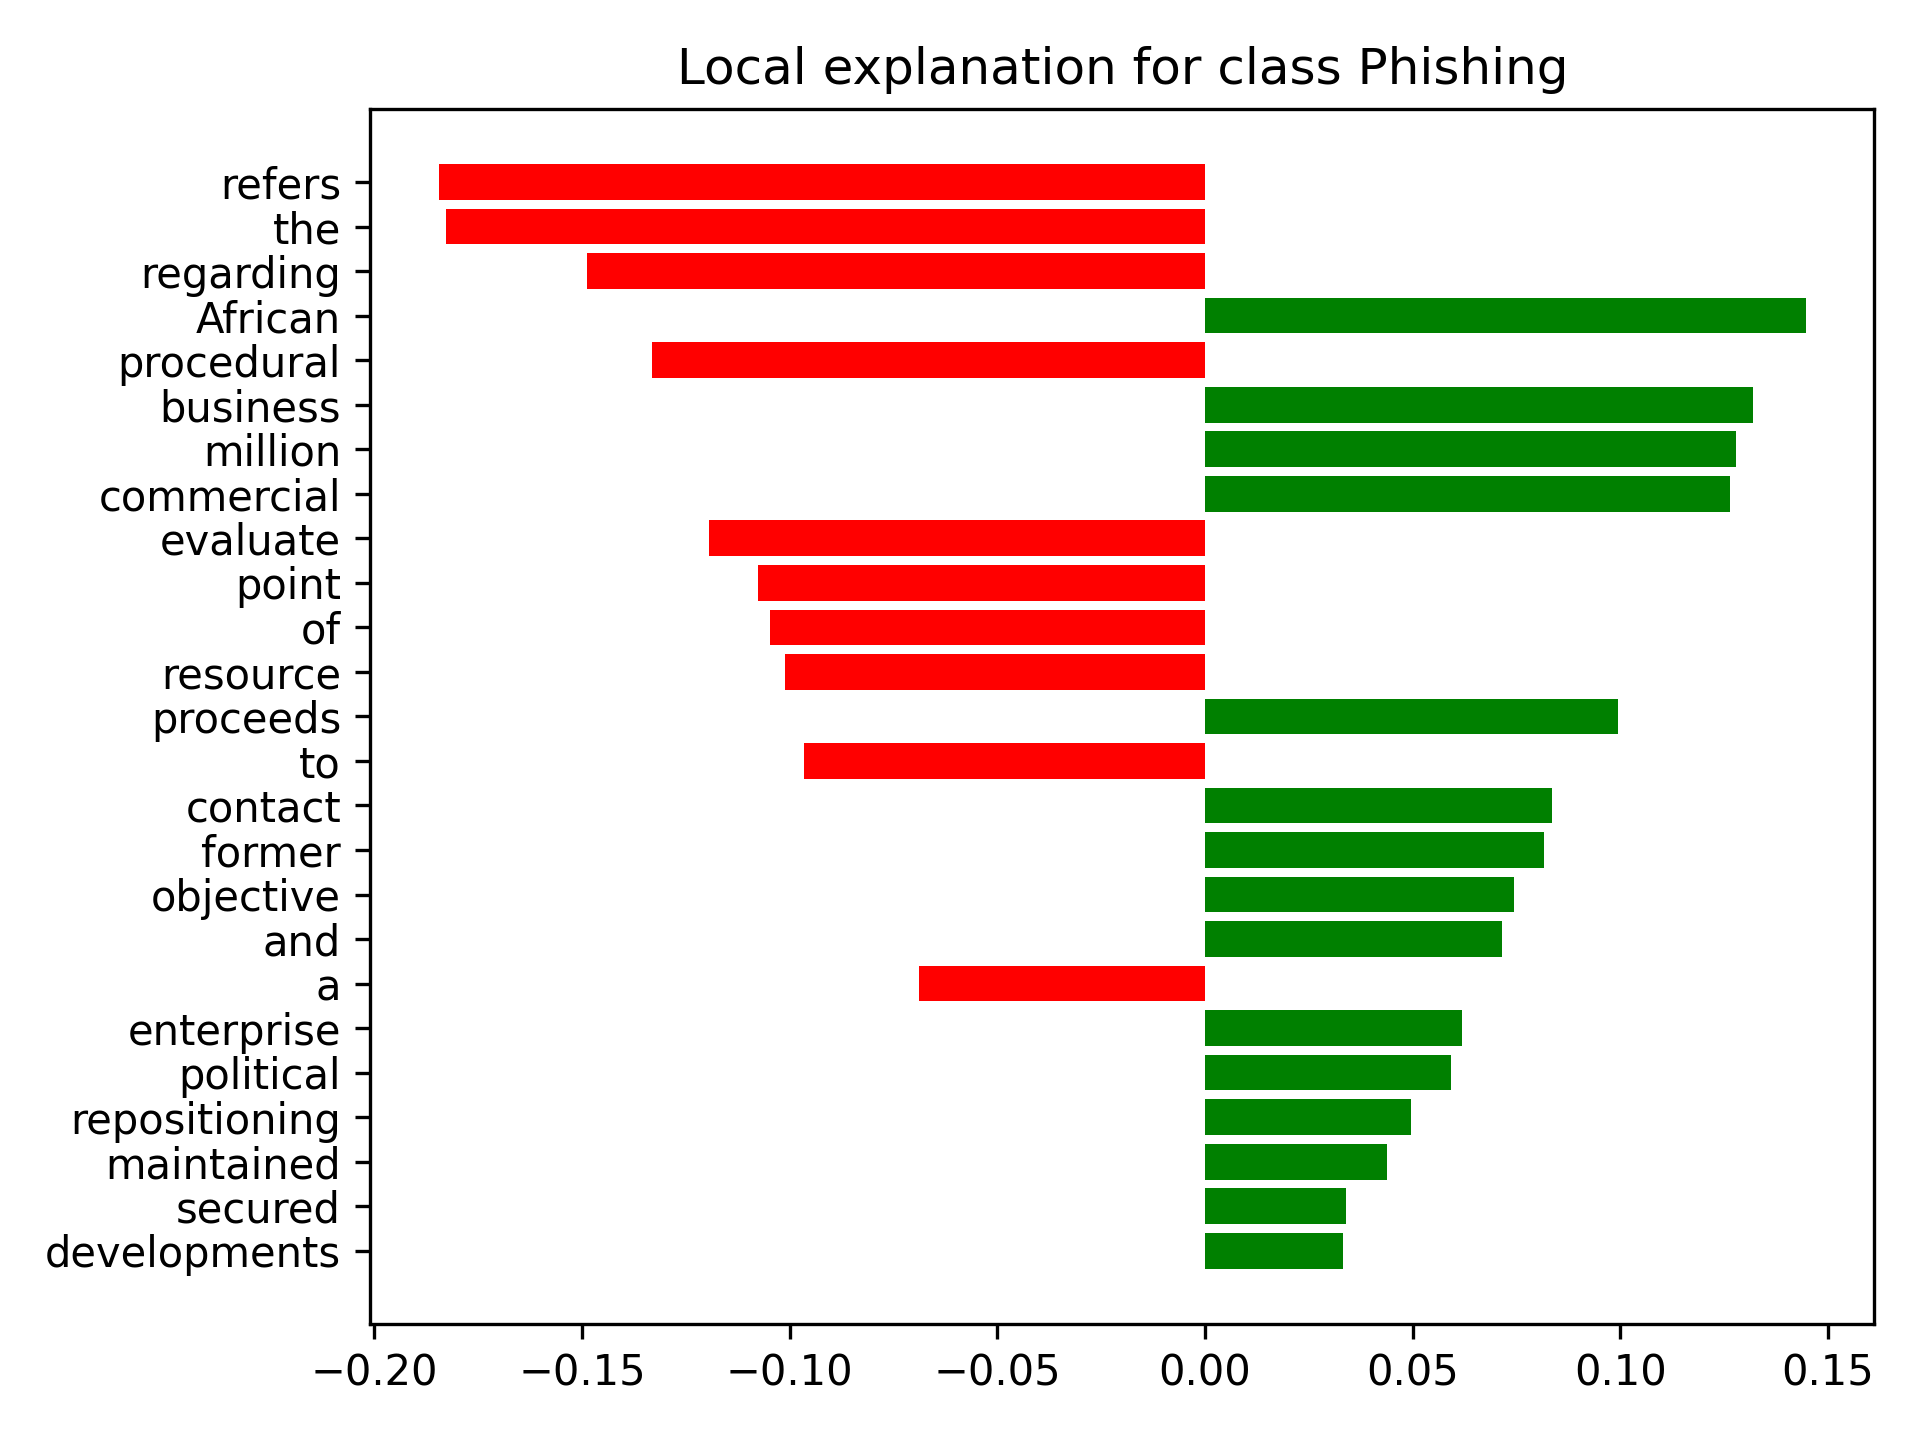 Local explanation for class Phishing
refers
the
regarding
African
procedural
business
million
commercial
evaluate
point
of
resource
proceeds
to
contact
former
objective
and
a
enterprise
political
repositioning
maintained
secured
developments
−0.20 −0.15 −0.10 −0.05 0.00 0.05 0.10 0.15